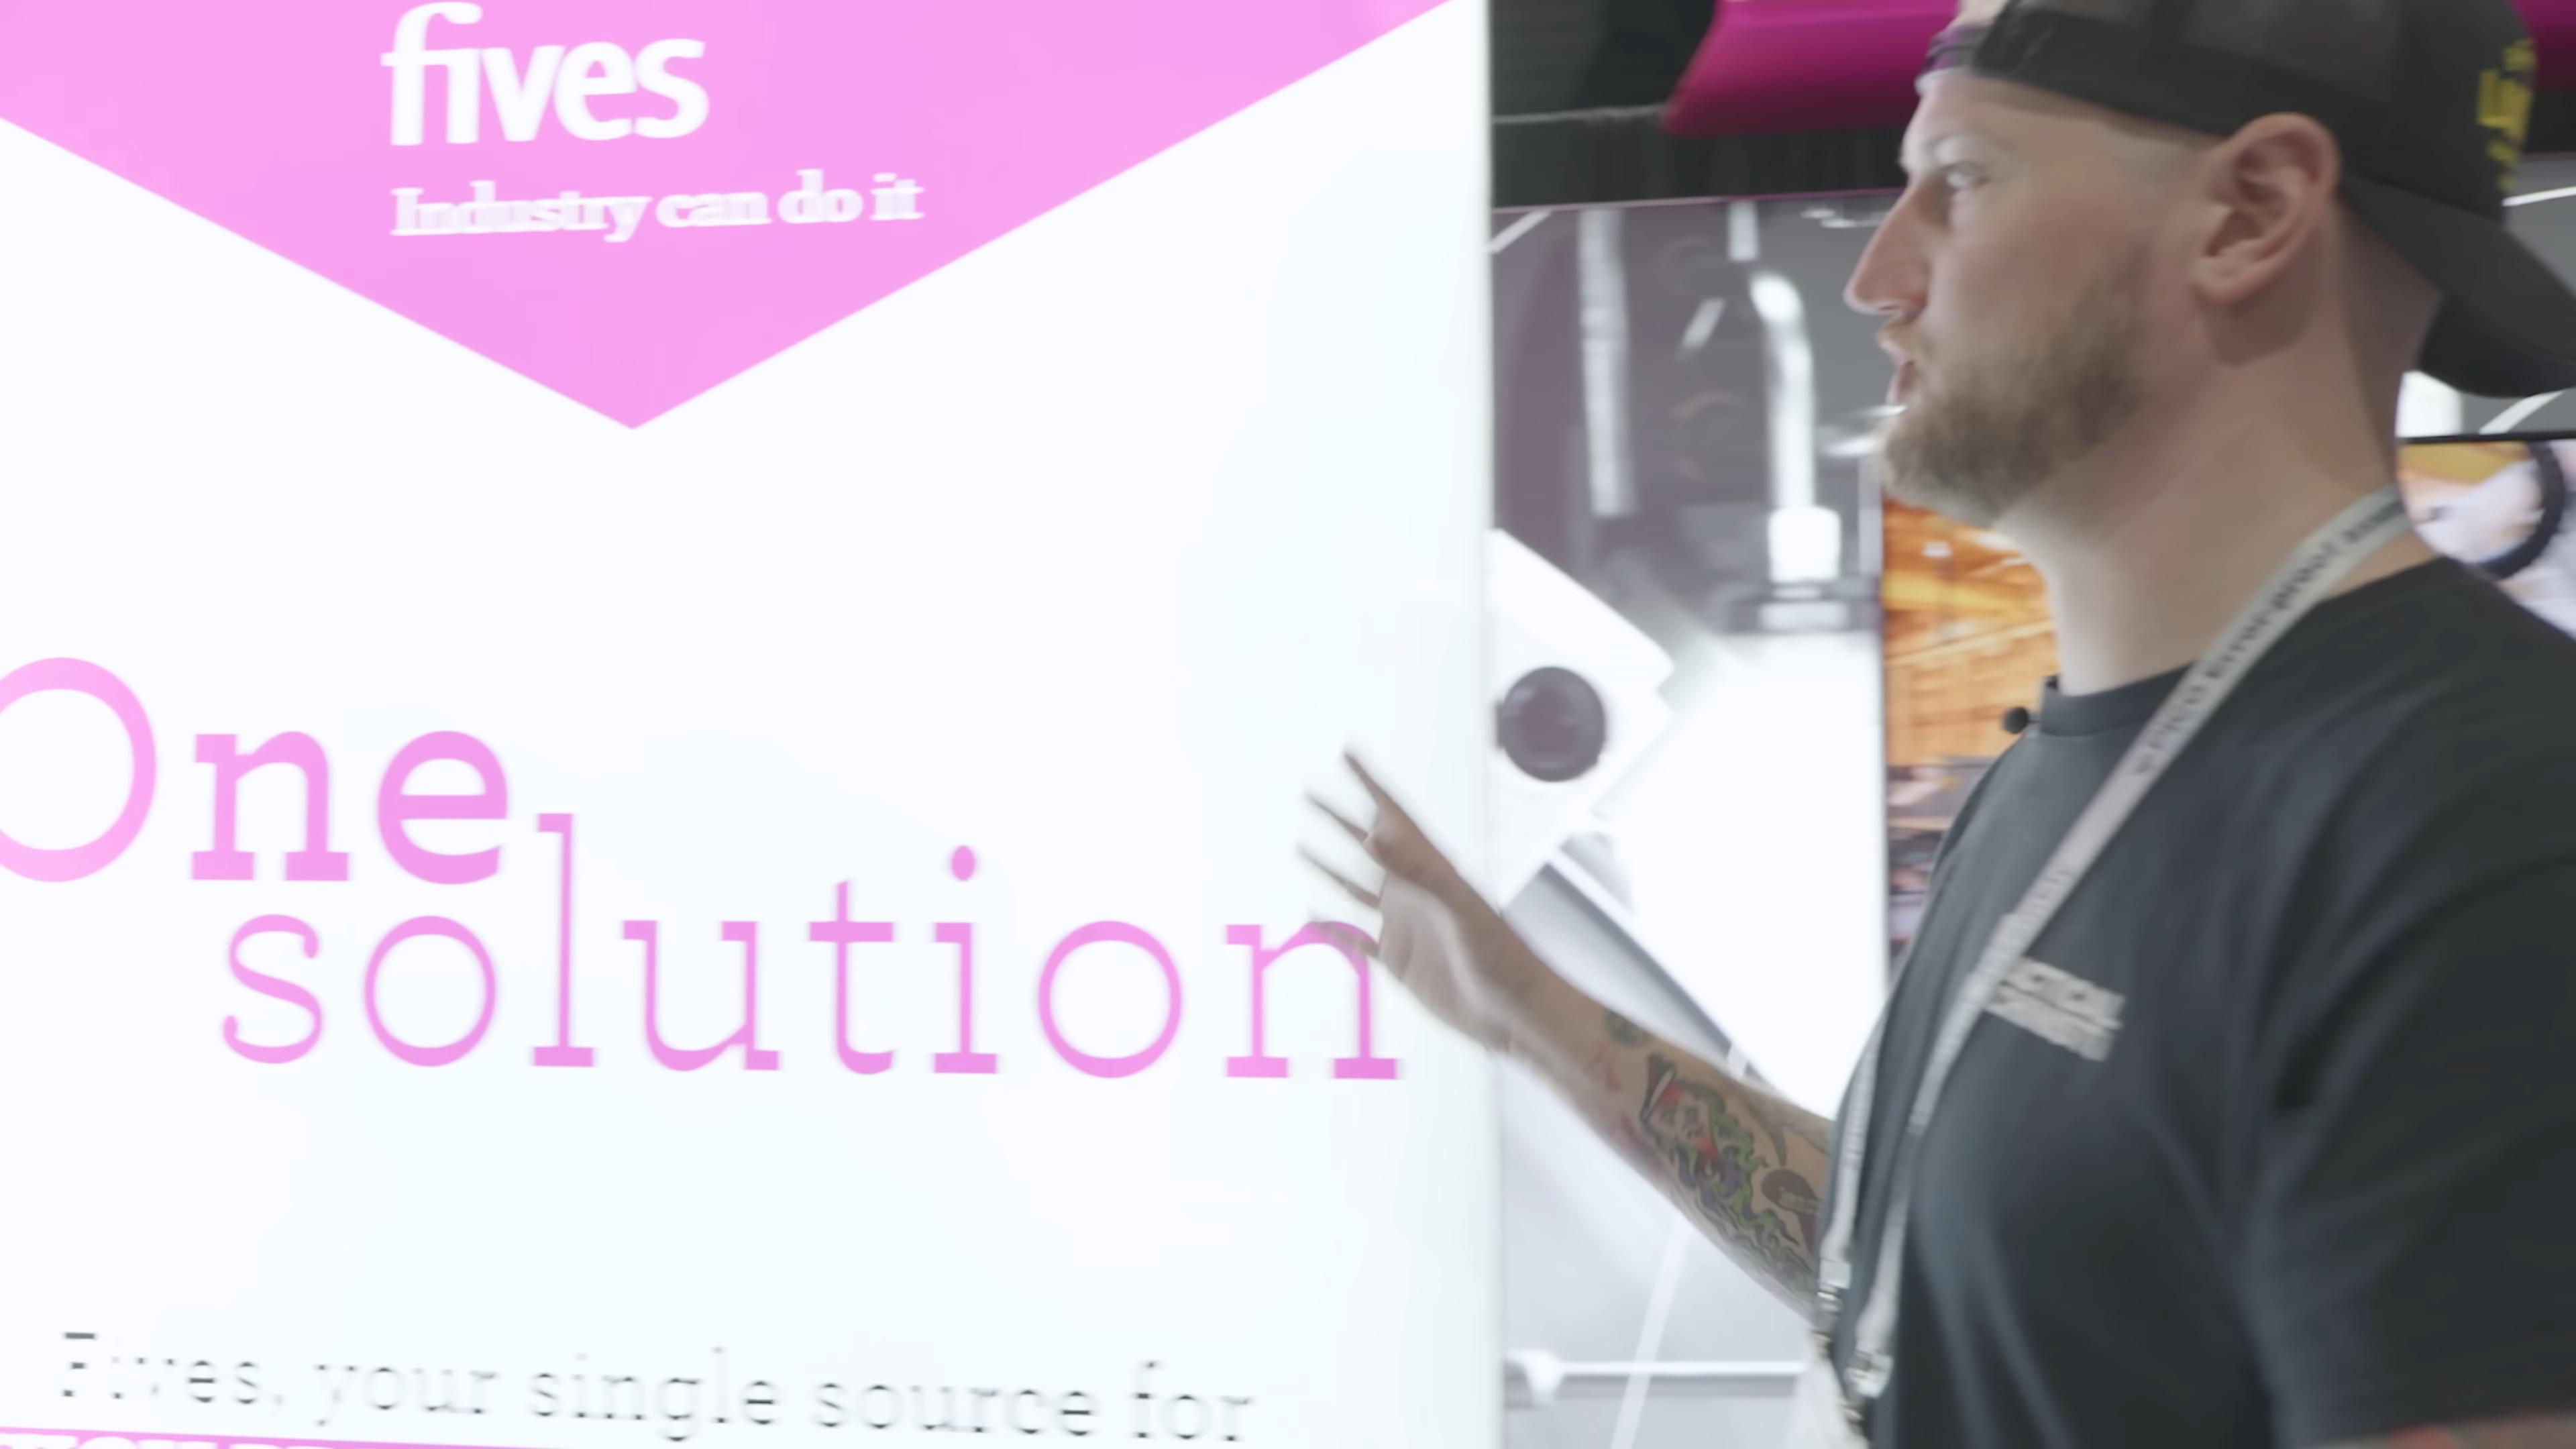 fives
Industry can do it
One
solution
Fives, your single source for